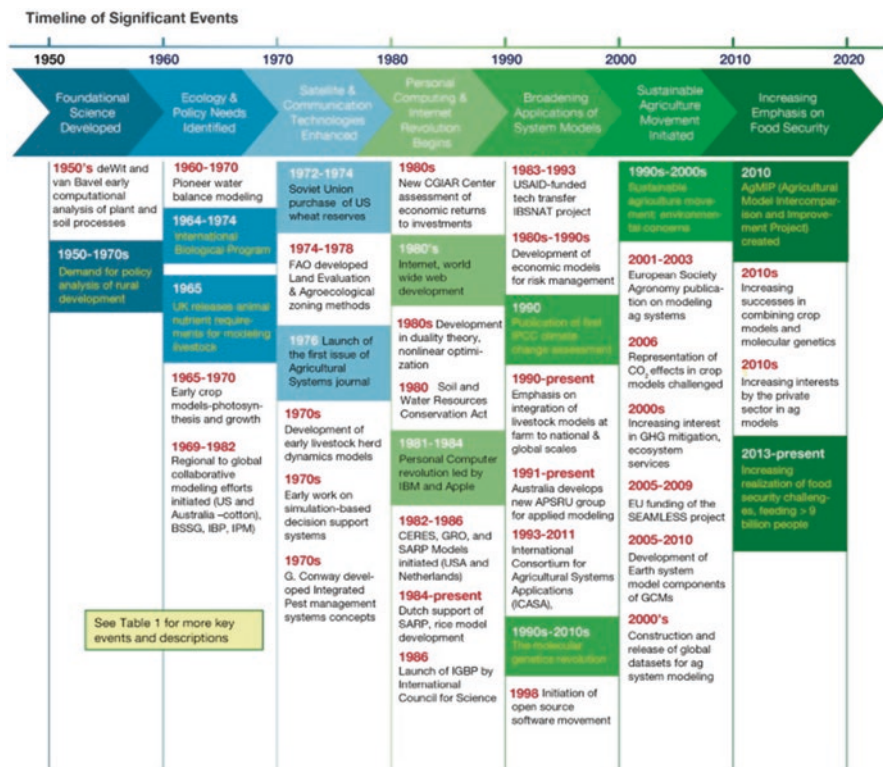 Timeline of Significant Events
1950
1960
1970
1980
1990
2000
2010
2020
Foundational
Science
Developed
Ecology &
Policy Needs
Identified
Satellite &
Communication
Technologies
Enhanced
Personal
Computing &
Internet
Revolution
Begins
Broadening
Applications of
System Models
Sustainable
Agriculture
Movement
Initiated
Increasing
Emphasis on
Food Security
1950's deWit and
van Bavel early
computational
analysis of plant and
soil processes
1950-1970s
Demand for policy
analysis of rural
development
1960-1970
Pioneer water
balance modeling
1964-1974
International
Biological Program
1965
UK releases animal
nutrient require-
ments for modeling
livestock
1965-1970
Early crop
models-photosyn-
thesis and growth
1969-1982
Regional to global
collaborative
modeling efforts
initiated (US and
Australia –cotton),
BSSG, IBP, IPM)
See Table 1 for more key
events and descriptions
1972-1974
Soviet Union
purchase of US
wheat reserves
1974-1978
FAO developed
Land Evaluation
& Agroecological
zoning methods
1976 Launch of
the first issue of
Agricultural
Systems journal
1970s
Development of
early livestock herd
dynamics models
1970s
Early work on
simulation-based
decision support
systems
1970s
G. Conway devel-
oped Integrated
Pest management
systems concepts
1980s
New CGIAR Center
assessment of
economic returns
to investments
1980's
Internet, world
wide web
development
1980s Development
in duality theory,
nonlinear optimi-
zation
1980 Soil and
Water Resources
Conservation Act
1981-1984
Personal Computer
revolution led by
IBM and Apple
1982-1986
CERES, GRO, and
SARP Models
initiated (USA and
Netherlands)
1984-present
Dutch support of
SARP, rice model
development
1986
Launch of IGBP by
International
Council for Science
1983-1993
USAID-funded
tech transfer
IBSNAT project
1980s-1990s
Development of
economic models
for risk management
1990
Publication of first
IPCC climate
change assessment
1990-present
Emphasis on
integration of
livestock models at
farm to national &
global scales
1991-present
Australia develops
new APSRU group
for applied modeling
1993-2011
International
Consortium for
Agricultural Systems
Applications
(ICASA),
1990s-2010s
The molecular
genetics revolution
1998 Initiation of
open source
software movement
1990s-2000s
Sustainable
agriculture move-
ment; environmen-
tal concerns
2001-2003
European Society
Agronomy publica-
tion on modeling
ag systems
2006
Representation of
CO2 effects in crop
models challenged
2000s
Increasing interest
in GHG mitigation,
ecosystem
services
2005-2009
EU funding of the
SEAMLESS project
2005-2010
Development of
Earth system
model components
of GCMs
2000's
Construction and
release of global
datasets for ag
system modeling
2010
AgMIP (Agricultural
Model Intercompar-
ison and Improve-
ment Project)
created
2010s
Increasing
successes in
combining crop
models and
molecular genetics
2010s
Increasing interests
by the private
sector in ag
models
2013-present
Increasing
realization of food
security challeng-
es, feeding > 9
billion people